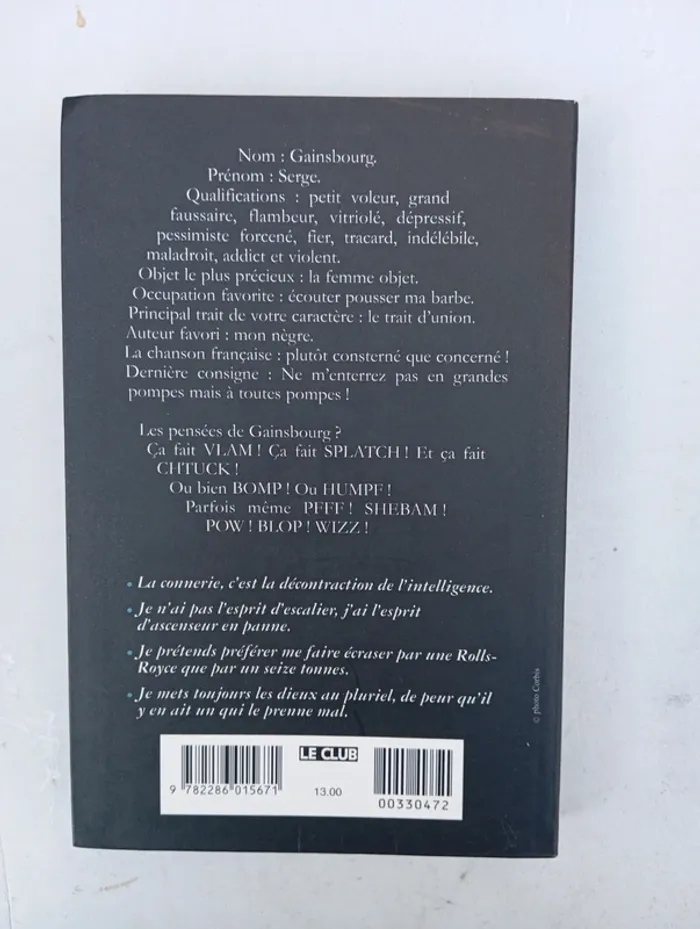 Nom : Gainsbourg.
Prénom : Serge.
Qualifications : petit voleur, grand
faussaire, flambeur, vitriolé, dépressif,
pessimiste forcené, fier, tracard, indélébile,
maladroit, addict et violent.
Objet le plus précieux : la femme objet.
Occupation favorite : écouter pousser ma barbe.
Principal trait de votre caractère : le trait d'union.
Auteur favori : mon nègre.
La chanson française : plutôt consterné que concerné !
Dernière consigne : Ne m'enterrez pas en grandes
pompes mais à toutes pompes !
Les pensées de Gainsbourg ?
Ça fait VLAM ! Ça fait SPLATCH ! Et ça fait
CHTUCK !
Ou bien BOMP ! Ou HUMPF !
Parfois même PFFF ! SHEBAM !
POW ! BLOP ! WIZZ !
• La connerie, c'est la décontraction de l'intelligence.
• Je n'ai pas l'esprit d'escalier, j'ai l'esprit
d'ascenseur en panne.
• Je prétends préférer me faire écraser par une Rolls-
Royce que par un seize tonnes.
• Je mets toujours les dieux au pluriel, de peur qu'il
y en ait un qui le prenne mal.
© photo Corbis
LE CLUB
9 782286 015671
13.00
00330472